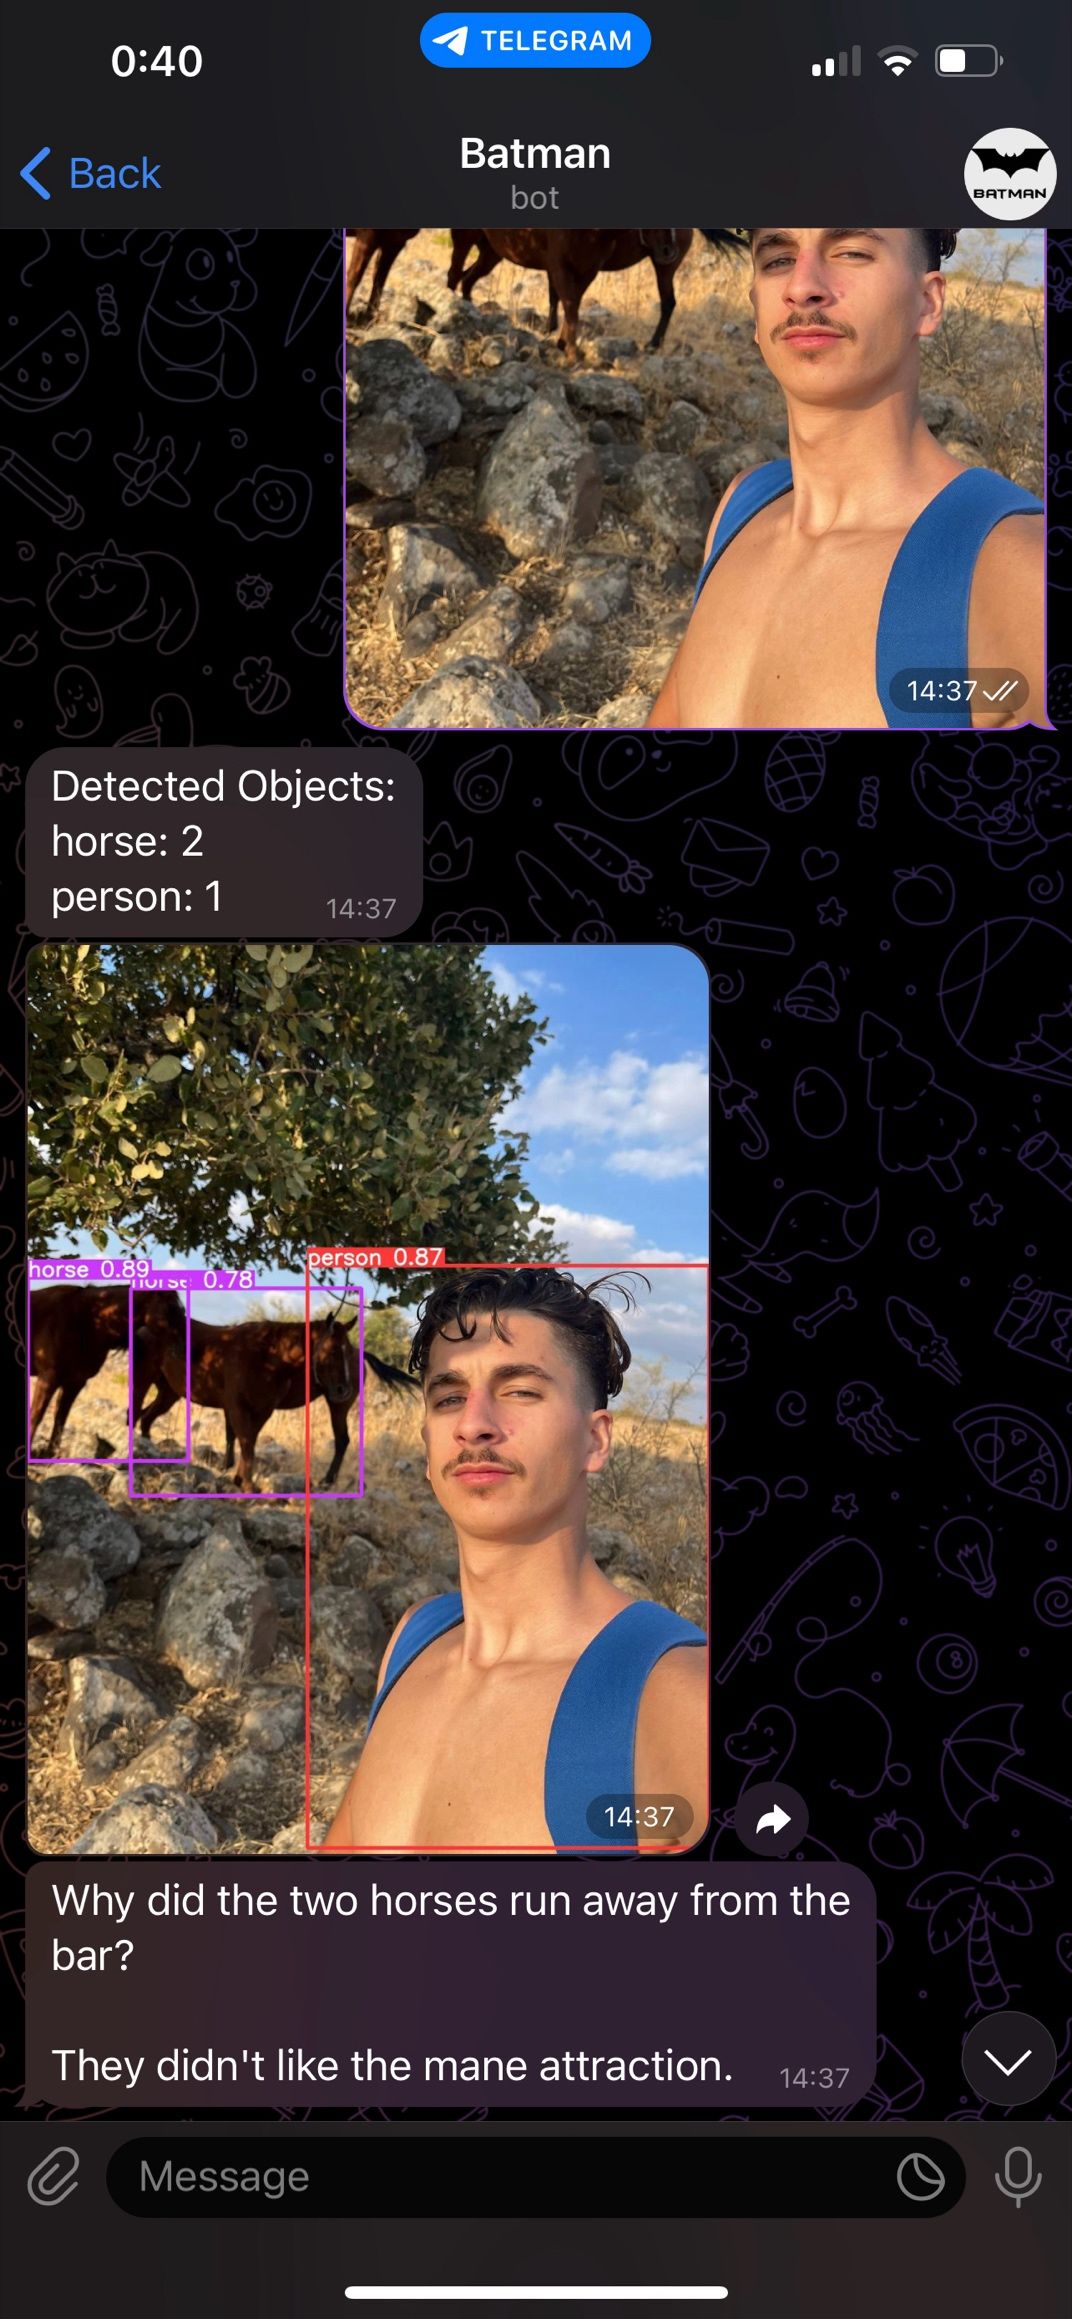 0:40
TELEGRAM
Back
Batman
bot
BATMAN
14:37
Detected Objects:
horse: 2
person: 1
14:37
person 0.87
horse 0.89
horse 0.78
14:37
Why did the two horses run away from the
bar?
They didn't like the mane attraction.
14:37
Message